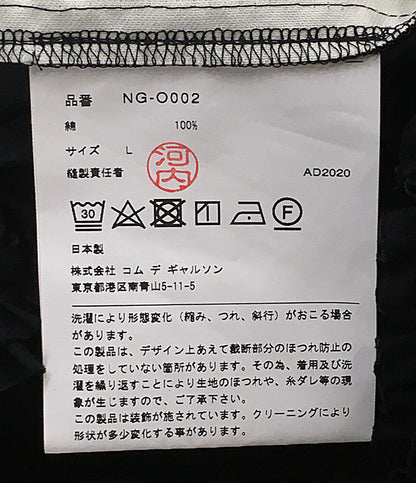 品番 NG-O002
綿 100%
サイズ L
河内
縫製責任者 AD2020
30 P F
日本製
株式会社 コム デ ギャルソン
東京都港区南青山5-11-5
洗濯により形態変化（縮み、つれ、斜行）がおこる場合
があります。
この製品は、デザイン上あえて裁断部分のほつれ防止の
処理をしていない箇所があります。その為、着用及び洗
濯を繰り返すことにより生地のほつれや、糸ダレ等の現
象が生じますので、ご了承下さい。
この製品は装飾が施されています。クリーニングにより
形状が多少変化する事があります。